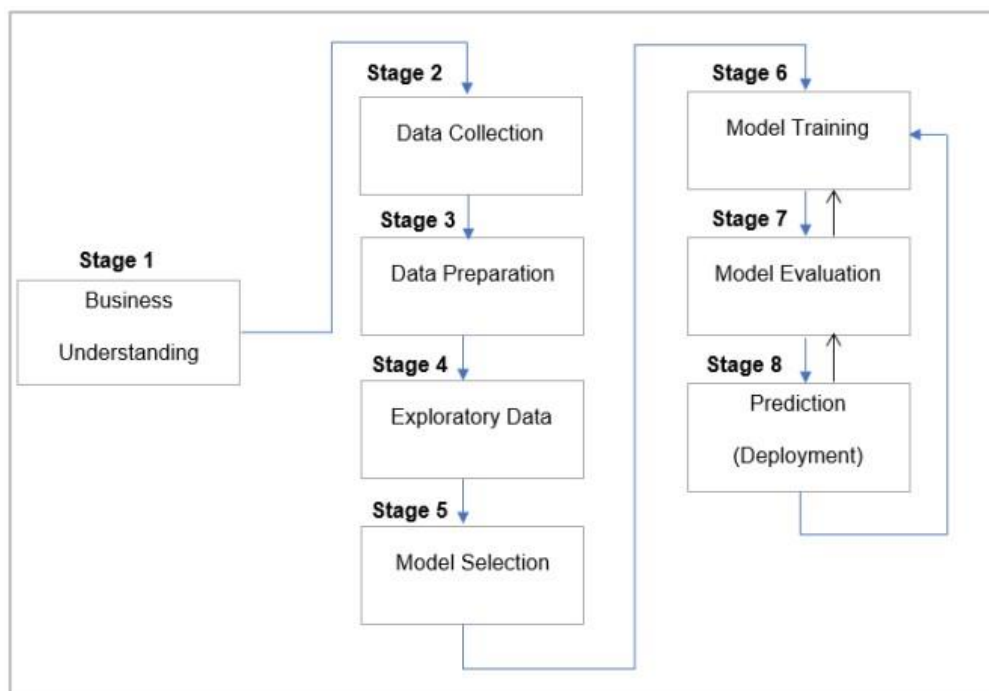 Stage 1
Business
Understanding
Stage 2
Data Collection
Stage 3
Data Preparation
Stage 4
Exploratory Data
Stage 5
Model Selection
Stage 6
Model Training
Stage 7
Model Evaluation
Stage 8
Prediction
(Deployment)